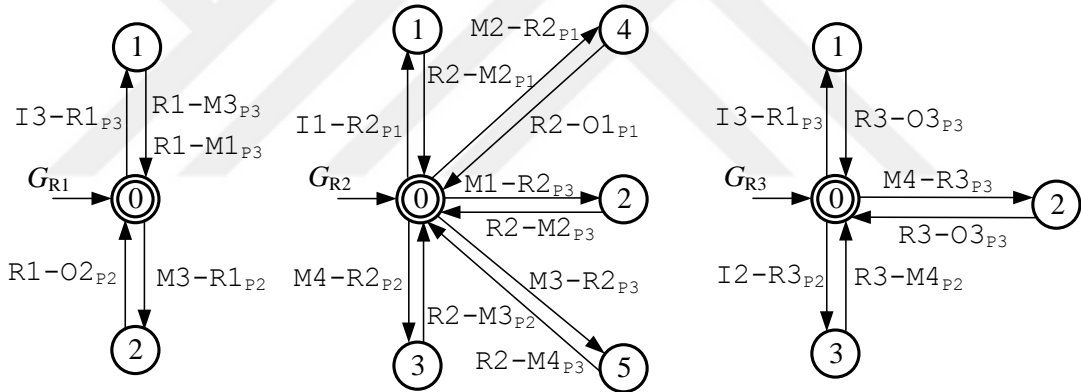 1
I3-R1P3
R1-M3P3
R1-M1P3
GR1
0
R1-O2P2
M3-R1P2
2
1
M2-R2P1
4
R2-M2P1
I1-R2P1
R2-O1P1
GR2
0
M1-R2P3
2
R2-M2P3
M4-R2P2
M3-R2P3
R2-M3P2
R2-M4P3
3
5
1
I3-R1P3
R3-O3P3
GR3
0
M4-R3P3
2
R3-O3P3
I2-R3P2
R3-M4P2
3